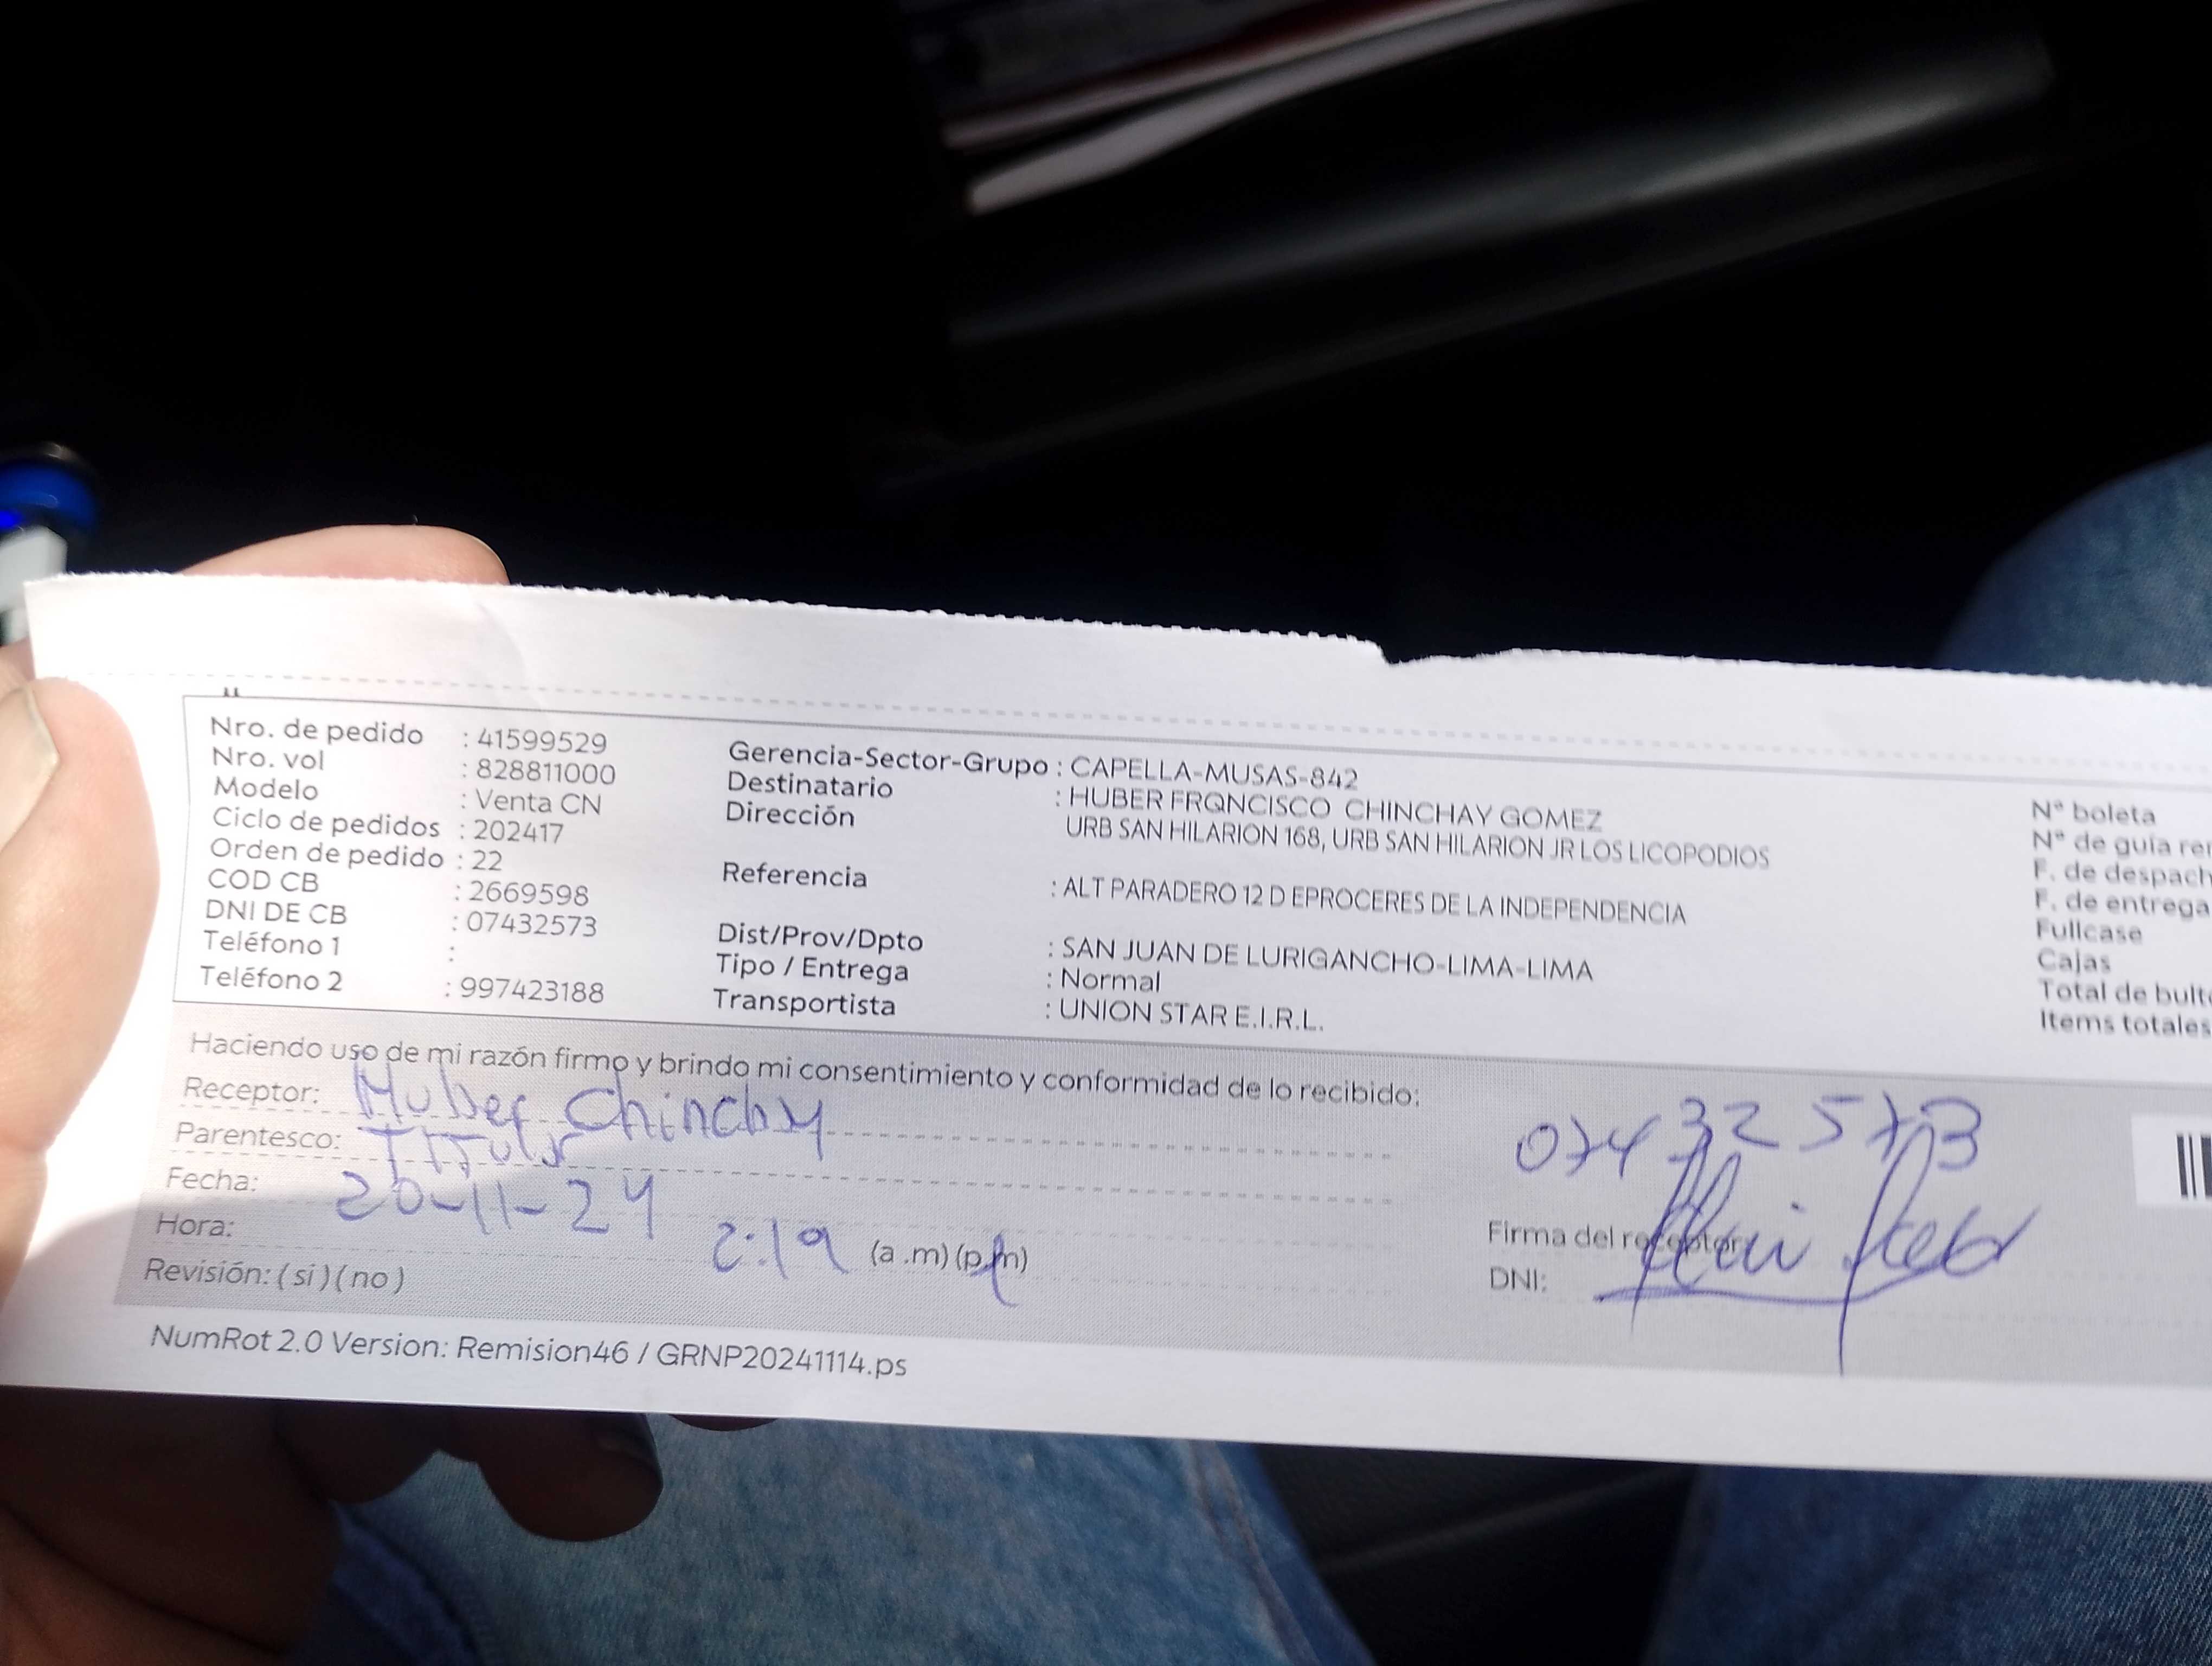 Nro. de pedido : 41599529
Nro. vol : 828811000
Modelo : Venta CN
Ciclo de pedidos : 202417
Orden de pedido : 22
COD CB : 2669598
DNI DE CB : 07432573
Teléfono 1 :
Teléfono 2 : 997423188
Gerencia-Sector-Grupo : CAPELLA-MUSAS-842
Destinatario : HUBER FRQNCISCO CHINCHAY GOMEZ
Dirección URB SAN HILARION 168, URB SAN HILARION JR LOS LICOPODIOS
Referencia : ALT PARADERO 12 D EPROCERES DE LA INDEPENDENCIA
Dist/Prov/Dpto : SAN JUAN DE LURIGANCHO-LIMA-LIMA
Tipo / Entrega : Normal
Transportista : UNION STAR E.I.R.L.
N° boleta
N° de guía
F. de despach
F. de entrega
Fullcase
Cajas
Total de bult
Items totales
Haciendo uso de mi razón firmo y brindo mi consentimiento y conformidad de lo recibido:
Receptor: Huber Chinchy
Parentesco: Titular
Fecha: 20-11-24
Hora: 2:19 (a .m) (p.m)
Revisión: ( si ) ( no )
07432573
Firma del receptor
DNI:
NumRot 2.0 Version: Remision46 / GRNP20241114.ps